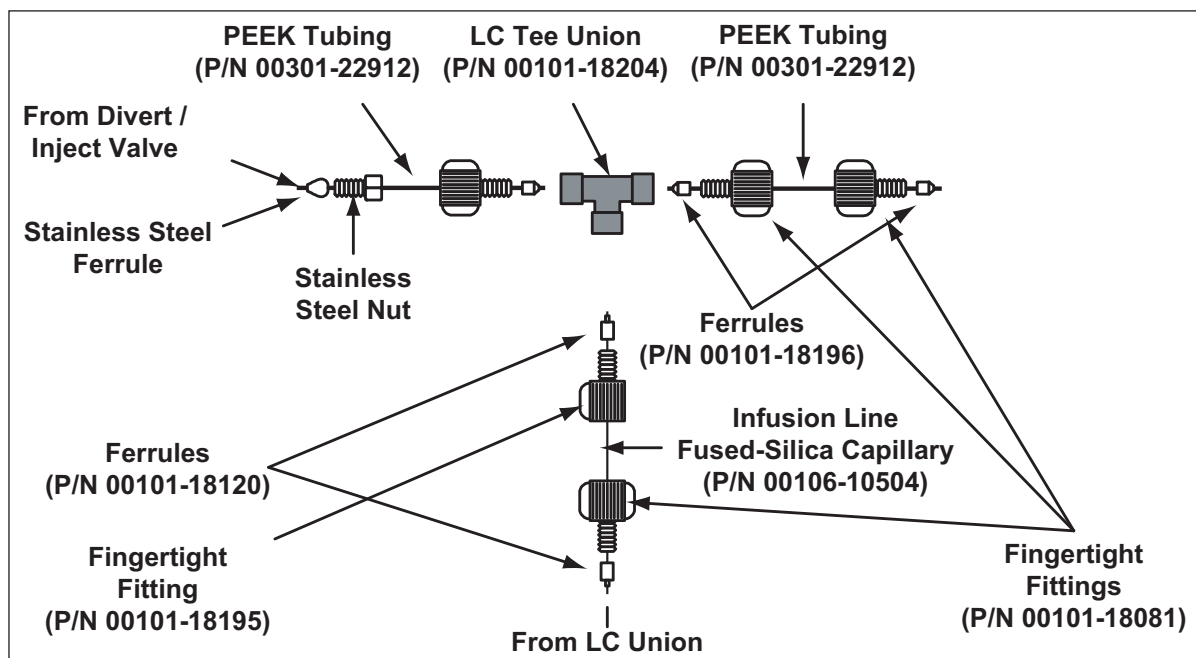 PEEK Tubing
(P/N 00301-22912)
LC Tee Union
(P/N 00101-18204)
PEEK Tubing
(P/N 00301-22912)
From Divert /
Inject Valve
Stainless Steel
Ferrule
Stainless
Steel Nut
Ferrules
(P/N 00101-18196)
Infusion Line
Fused-Silica Capillary
(P/N 00106-10504)
Ferrules
(P/N 00101-18120)
Fingertight
Fitting
(P/N 00101-18195)
Fingertight
Fittings
(P/N 00101-18081)
From LC Union